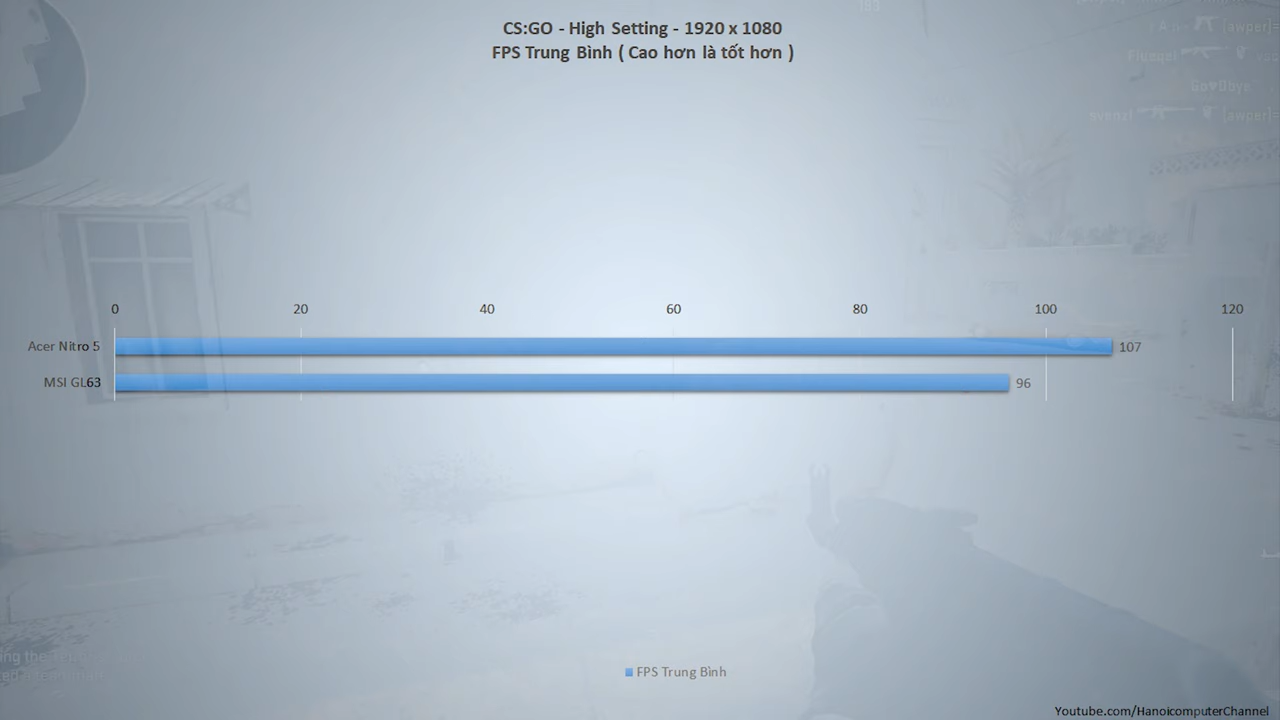 CS:GO - High Setting - 1920 x 1080
FPS Trung Bình ( Cao hơn là tốt hơn )
0 20 40 60 80 100 120
Acer Nitro 5 107
MSI GL63 96
FPS Trung Bình
Youtube.com/HanoicomputerChannel